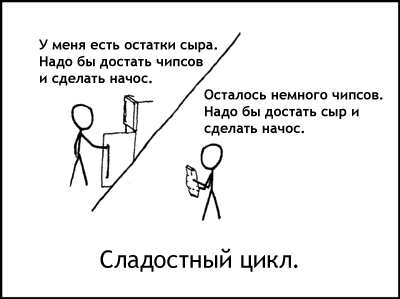 У меня есть остатки сыра.
Надо бы достать чипсов
и сделать начос.
Осталось немного чипсов.
Надо бы достать сыр и
сделать начос.
Сладостный цикл.